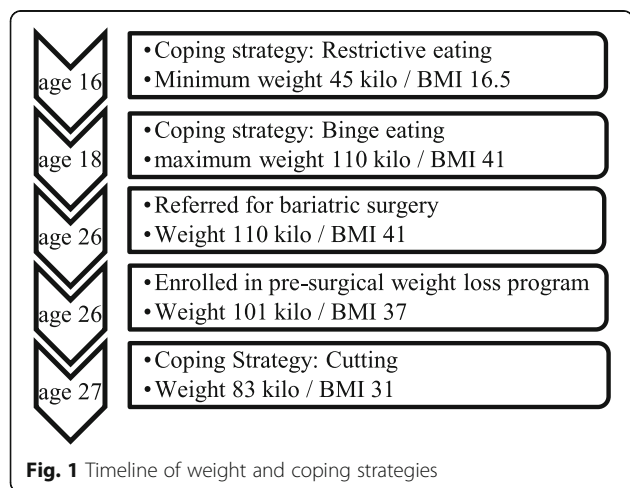 age 16
•Coping strategy: Restrictive eating
•Minimum weight 45 kilo / BMI 16.5
age 18
•Coping strategy: Binge eating
•maximum weight 110 kilo / BMI 41
age 26
•Referred for bariatric surgery
•Weight 110 kilo / BMI 41
age 26
•Enrolled in pre-surgical weight loss program
•Weight 101 kilo / BMI 37
age 27
•Coping Strategy: Cutting
•Weight 83 kilo / BMI 31
Fig. 1 Timeline of weight and coping strategies